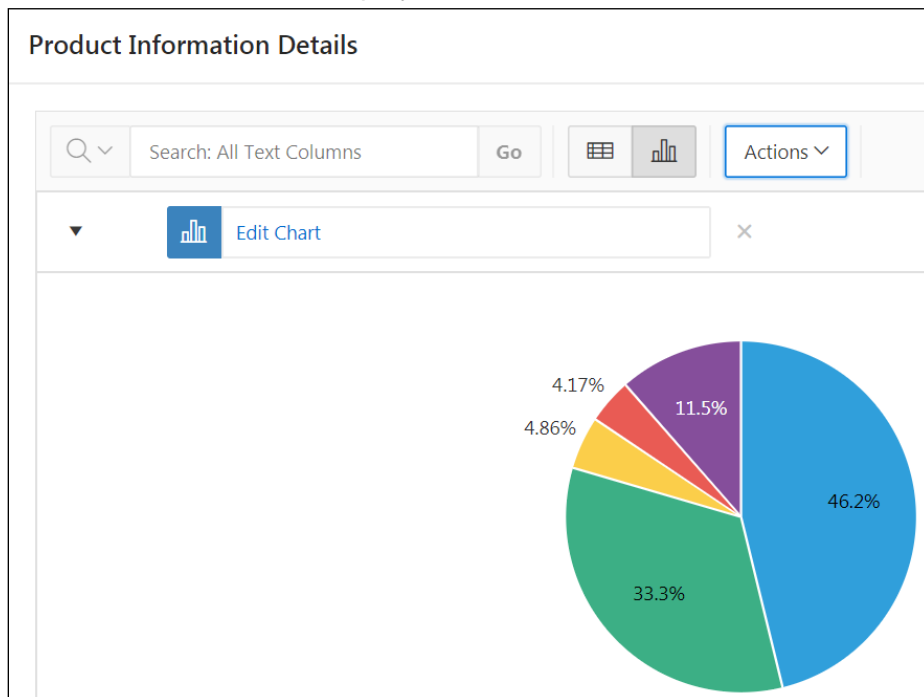 Product Information Details
Search: All Text Columns Go Actions
Edit Chart
4.17%
11.5%
4.86%
46.2%
33.3%